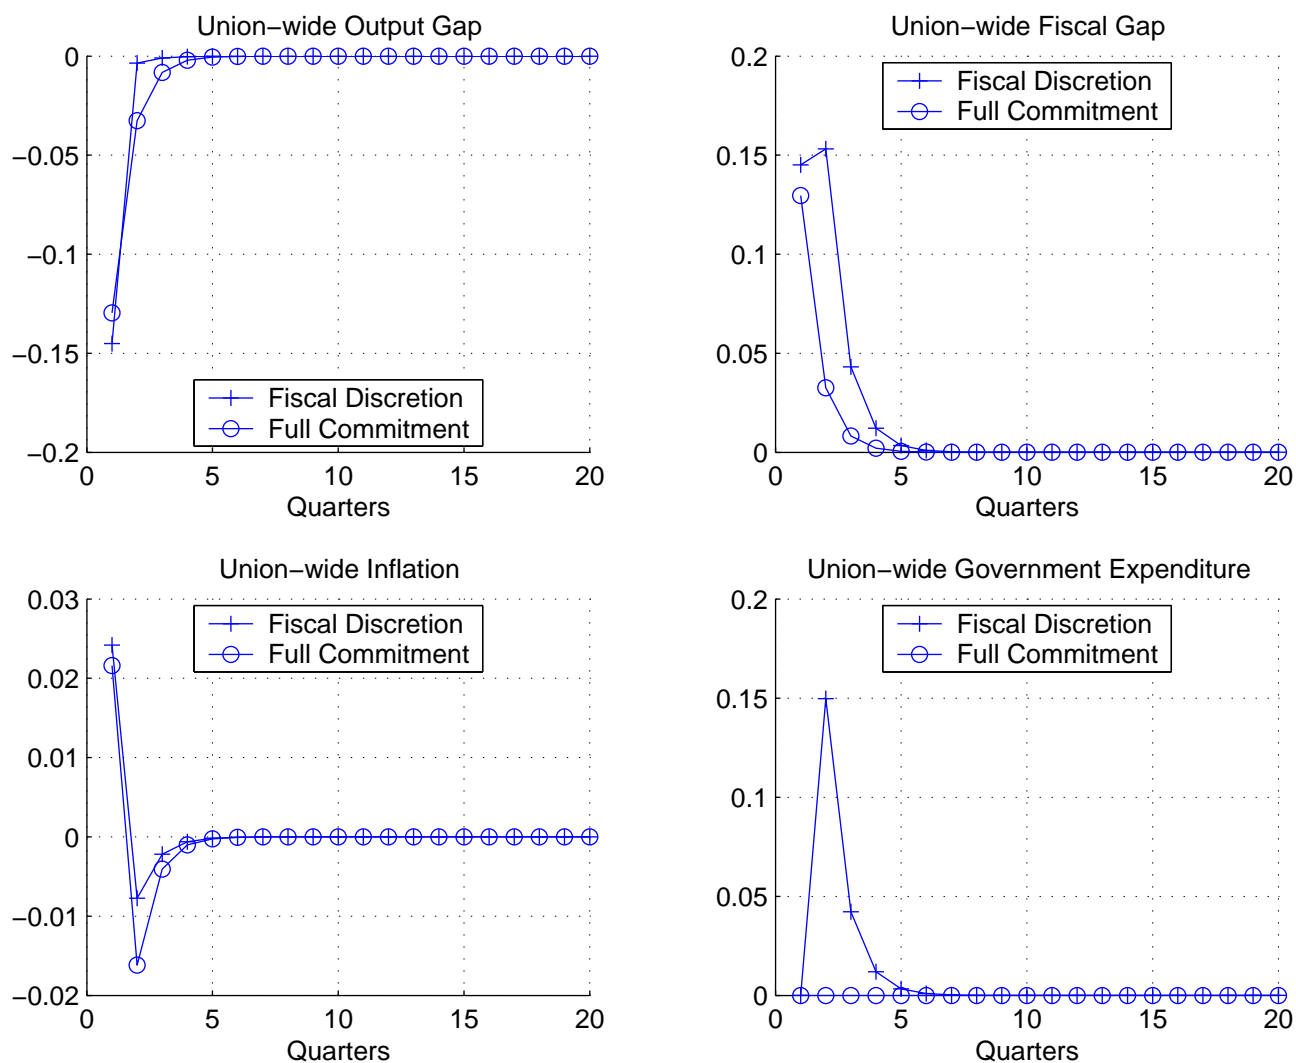 Union−wide Output Gap
0
−0.05
−0.1
−0.15
−0.2
Fiscal Discretion
Full Commitment
0 5 10 15 20
Quarters
Union−wide Fiscal Gap
0.2
Fiscal Discretion
Full Commitment
0.15
0.1
0.05
0
0 5 10 15 20
Quarters
Union−wide Inflation
0.03
Fiscal Discretion
Full Commitment
0.02
0.01
0
−0.01
−0.02
0 5 10 15 20
Quarters
Union−wide Government Expenditure
0.2
Fiscal Discretion
Full Commitment
0.15
0.1
0.05
0
0 5 10 15 20
Quarters